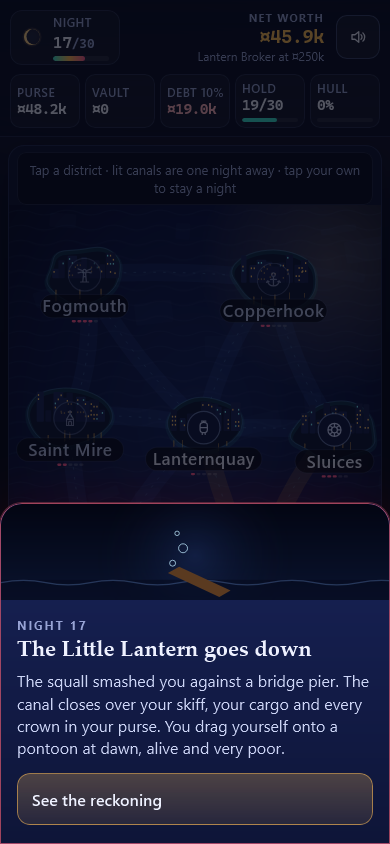 NIGHT
17/30
NET WORTH
¤45.9k
Lantern Broker at ¤250k
PURSE
¤48.2k
VAULT
¤0
DEBT 10%
¤19.0k
HOLD
19/30
HULL
0%
Tap a district · lit canals are one night away · tap your own
to stay a night
Fogmouth
Copperhook
Saint Mire
Lanternquay
Sluices
NIGHT 17
The Little Lantern goes down
The squall smashed you against a bridge pier. The
canal closes over your skiff, your cargo and every
crown in your purse. You drag yourself onto a
pontoon at dawn, alive and very poor.
See the reckoning